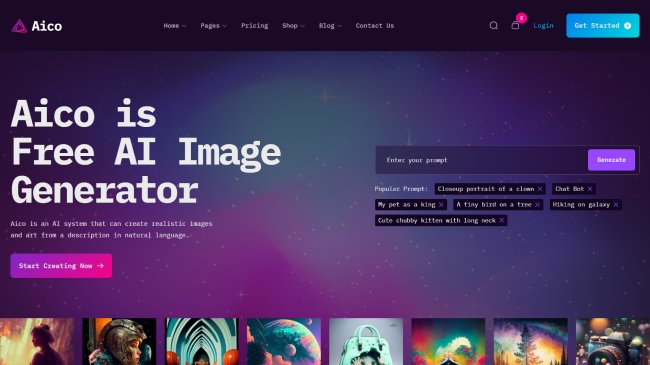 Aico
Home Pages Pricing Shop Blog Contact Us
2
Login
Get Started
Aico is
Free AI Image
Generator
Aico is an AI system that can create realistic images
and art from a description in natural language.
Start Creating Now
Enter your prompt
Generate
Popular Prompt: Closeup portrait of a clown Chat Bot
My pet as a king A tiny bird on a tree Hiking on galaxy
Cute chubby kitten with long neck